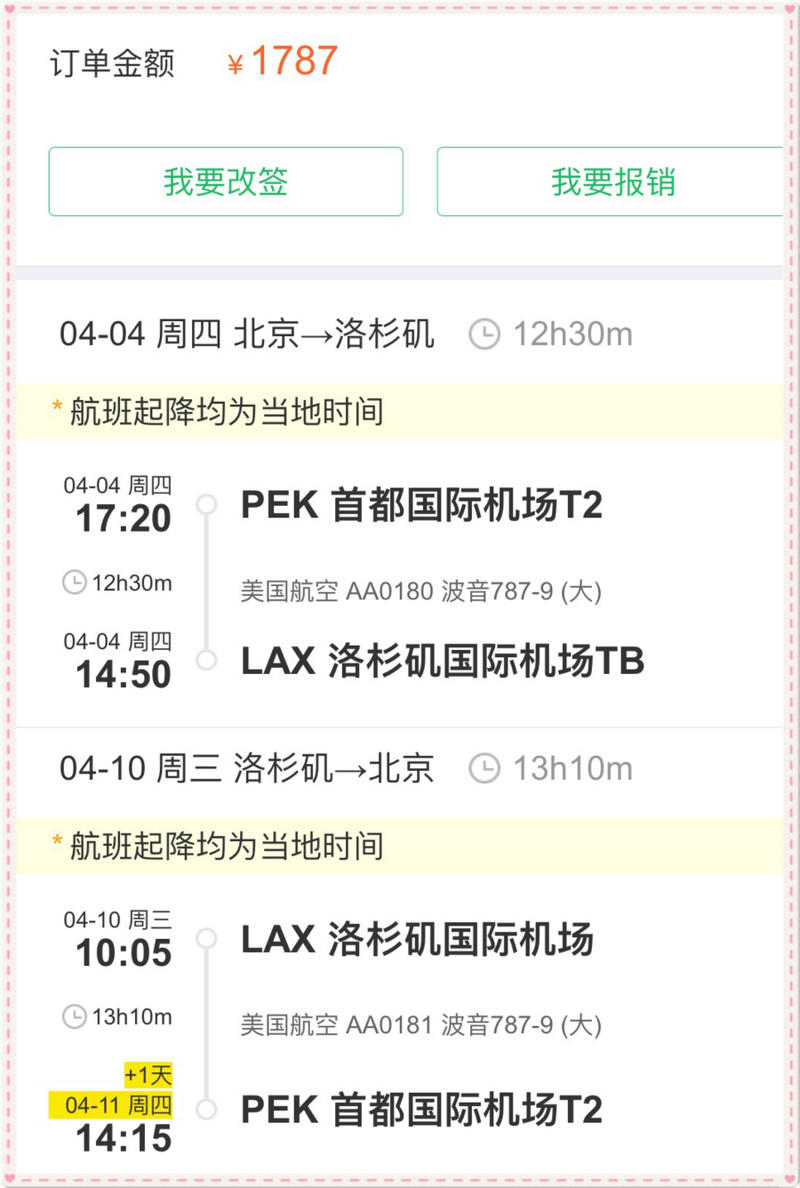 订单金额 ¥1787
我要改签 我要报销
04-04 周四 北京→洛杉矶 12h30m
* 航班起降均为当地时间
04-04 周四
17:20 PEK 首都国际机场T2
12h30m 美国航空 AA0180 波音787-9 (大)
04-04 周四
14:50 LAX 洛杉矶国际机场TB
04-10 周三 洛杉矶→北京 13h10m
* 航班起降均为当地时间
04-10 周三
10:05 LAX 洛杉矶国际机场
13h10m 美国航空 AA0181 波音787-9 (大)
+1天
04-11 周四
14:15 PEK 首都国际机场T2